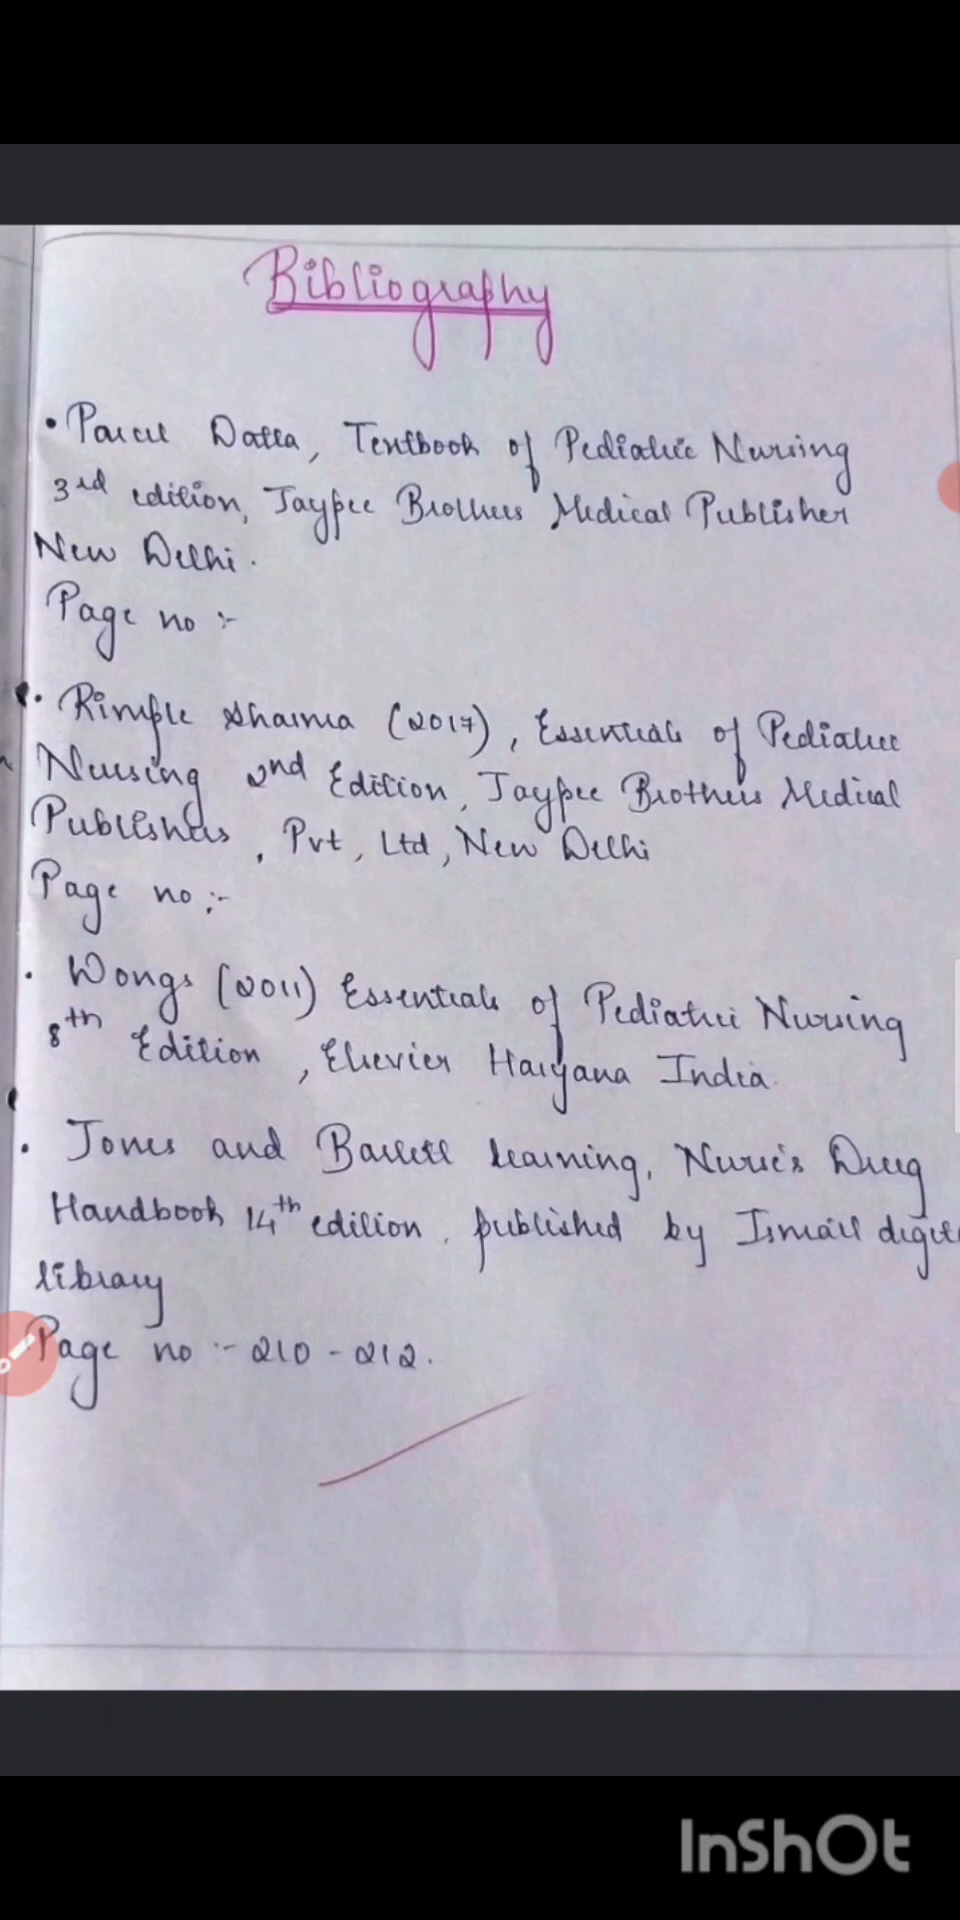 Bibliography
• Parul Datta, Textbook of Pediatric Nursing
3rd edition, Jaypee Brothers Medical Publisher
New Delhi.
Page no :-
• Rimple Sharma (2017), Essentials of Pediatric
Nursing 2nd Edition, Jaypee Brothers Medical
Publishers, Pvt, Ltd, New Delhi
Page no :-
• Wongs (2011) Essentials of Pediatric Nursing
8th Edition, Elsevier Haryana India.
• Jones and Barlett learning, Nurse's Drug
Handbook 14th edition, published by Ismail
library
Page no :- 210 - 212.
InShOt